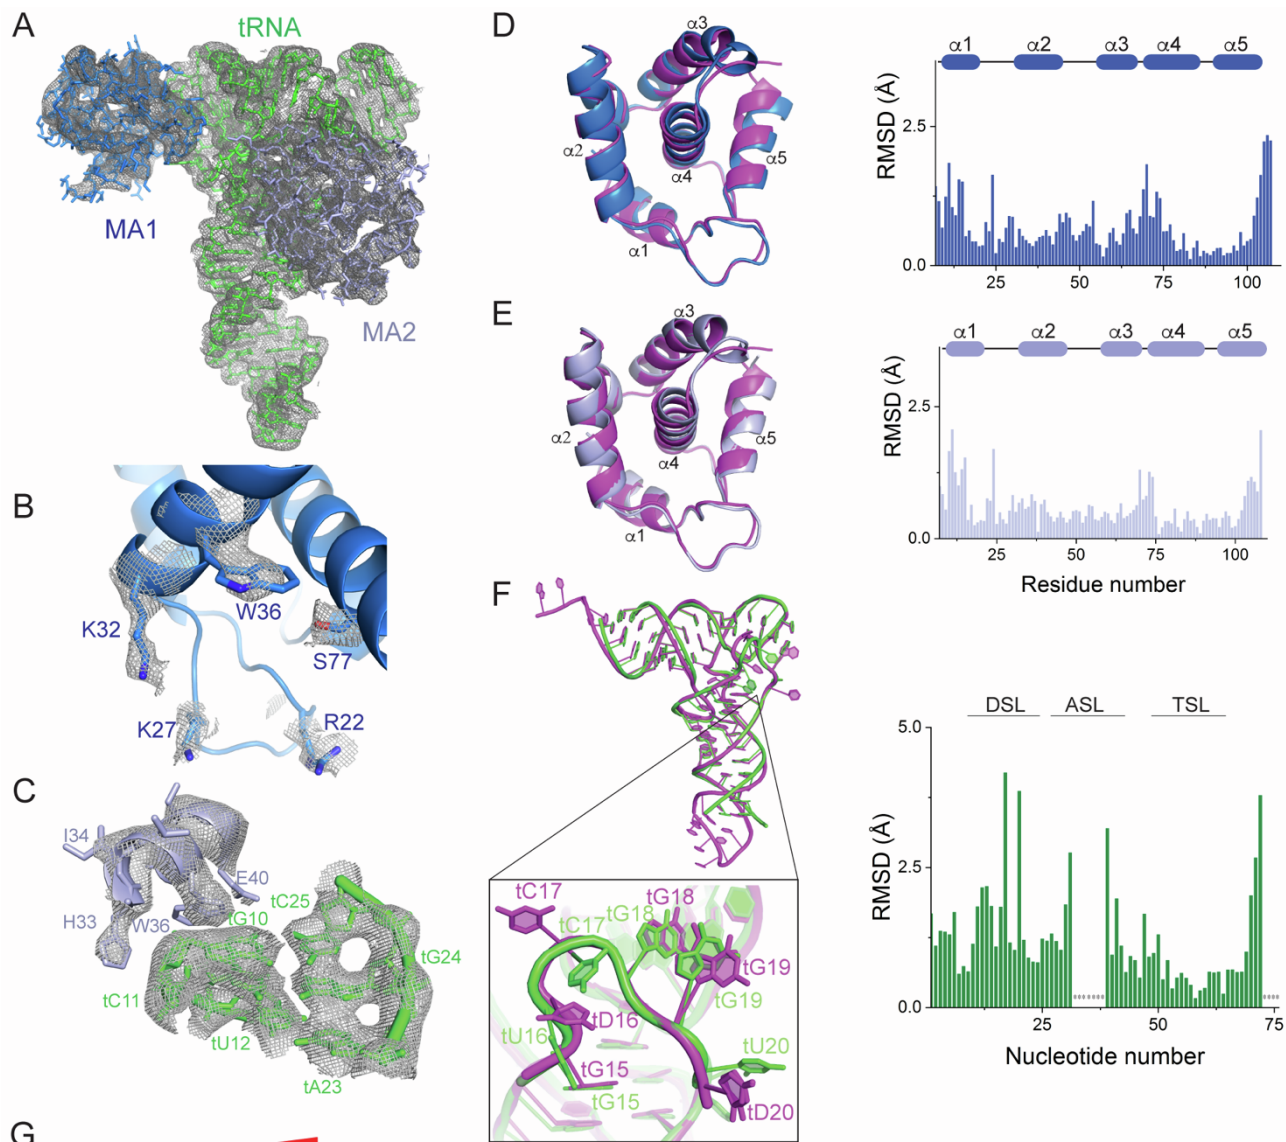 A
tRNA
MA1
MA2
B
W36
K32
S77
K27
R22
C
I34
E40
tC25
H33
W36
tG10
tG24
tC11
tU12
tA23
G
D
α3
α2
α4
α5
α1
α1 α2 α3 α4 α5
RMSD (Å)
2.5
0.0
25 50 75 100
E
α3
α2
α4
α5
α1
α1 α2 α3 α4 α5
RMSD (Å)
2.5
0.0
25 50 75 100
Residue number
F
tC17
tC17
tG18
tG18
tG19
tG19
tD16
tU16
tU20
tG15
tG15
tD20
DSL ASL TSL
5.0
RMSD (Å)
2.5
0.0
25 50 75
Nucleotide number